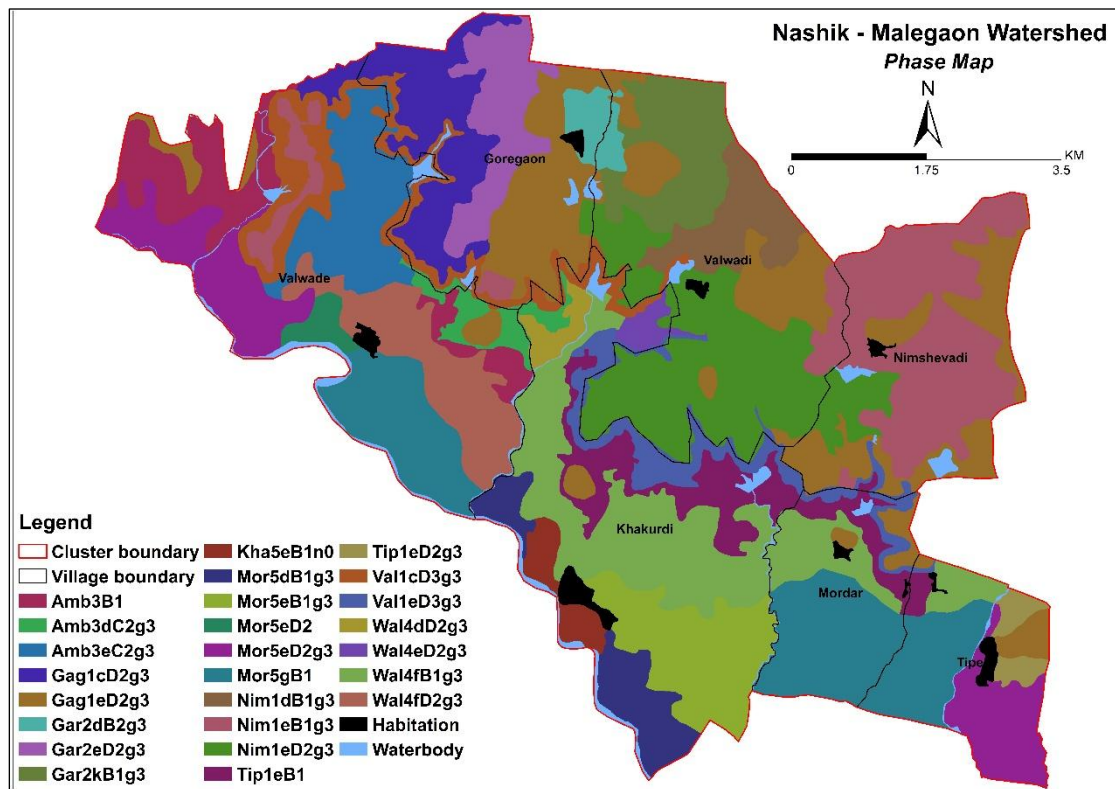 Nashik - Malegaon Watershed
Phase Map
N
KM
0 1.75 3.5
Goregaon
Valwadi
Valwade
Nimshevadi
Khakurdi
Mordar
Tipe
Legend
Cluster boundary
Village boundary
Amb3B1
Amb3dC2g3
Amb3eC2g3
Gag1cD2g3
Gag1eD2g3
Gar2dB2g3
Gar2eD2g3
Gar2kB1g3
Kha5eB1n0
Mor5dB1g3
Mor5eB1g3
Mor5eD2
Mor5eD2g3
Mor5gB1
Nim1dB1g3
Nim1eB1g3
Nim1eD2g3
Tip1eB1
Tip1eD2g3
Val1cD3g3
Val1eD3g3
Wal4dD2g3
Wal4eD2g3
Wal4fB1g3
Wal4fD2g3
Habitation
Waterbody